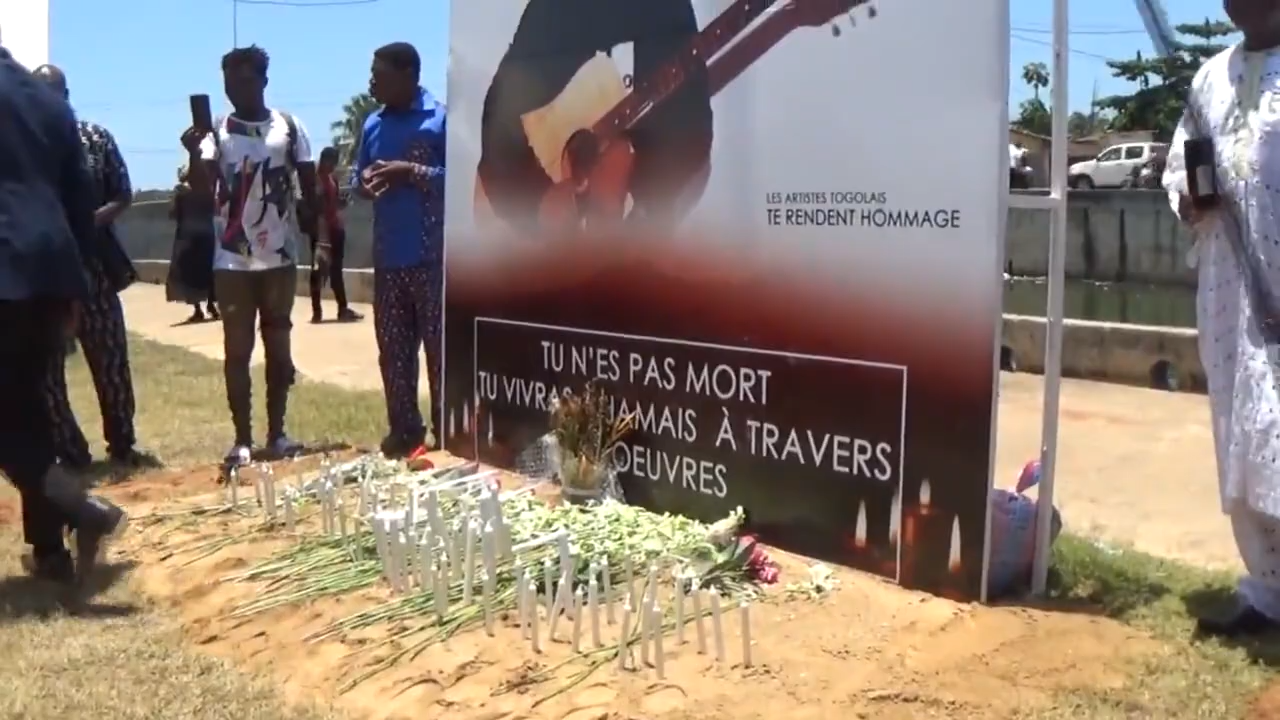 LES ARTISTES TOGOLAIS
TE RENDENT HOMMAGE
TU N'ES PAS MORT
TU VIVRAS JAMAIS À TRAVERS
OEUVRES